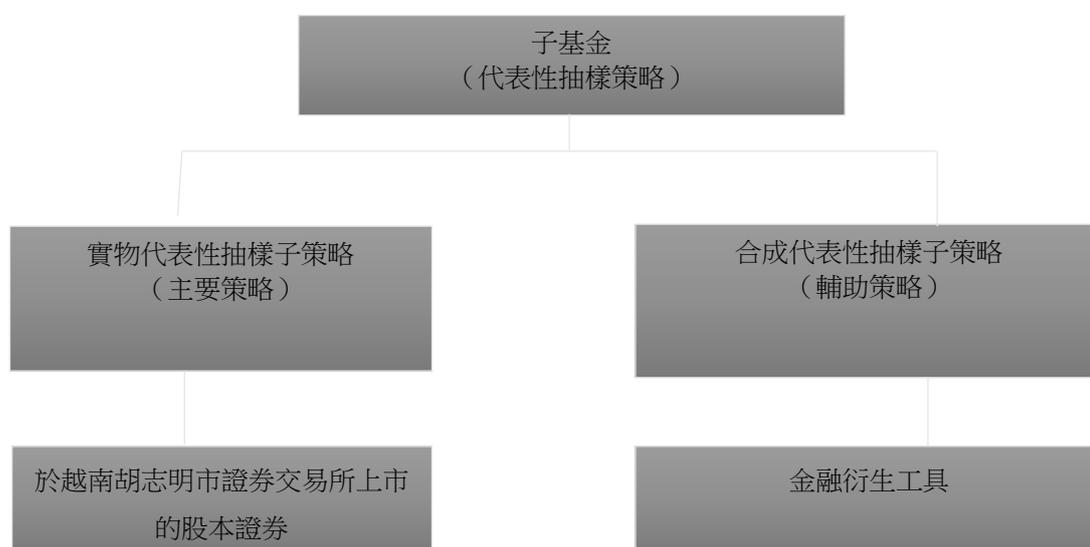 子基金
（代表性抽樣策略）
實物代表性抽樣子策略
（主要策略）
合成代表性抽樣子策略
（輔助策略）
於越南胡志明市證券交易所上市
的股本證券
金融衍生工具